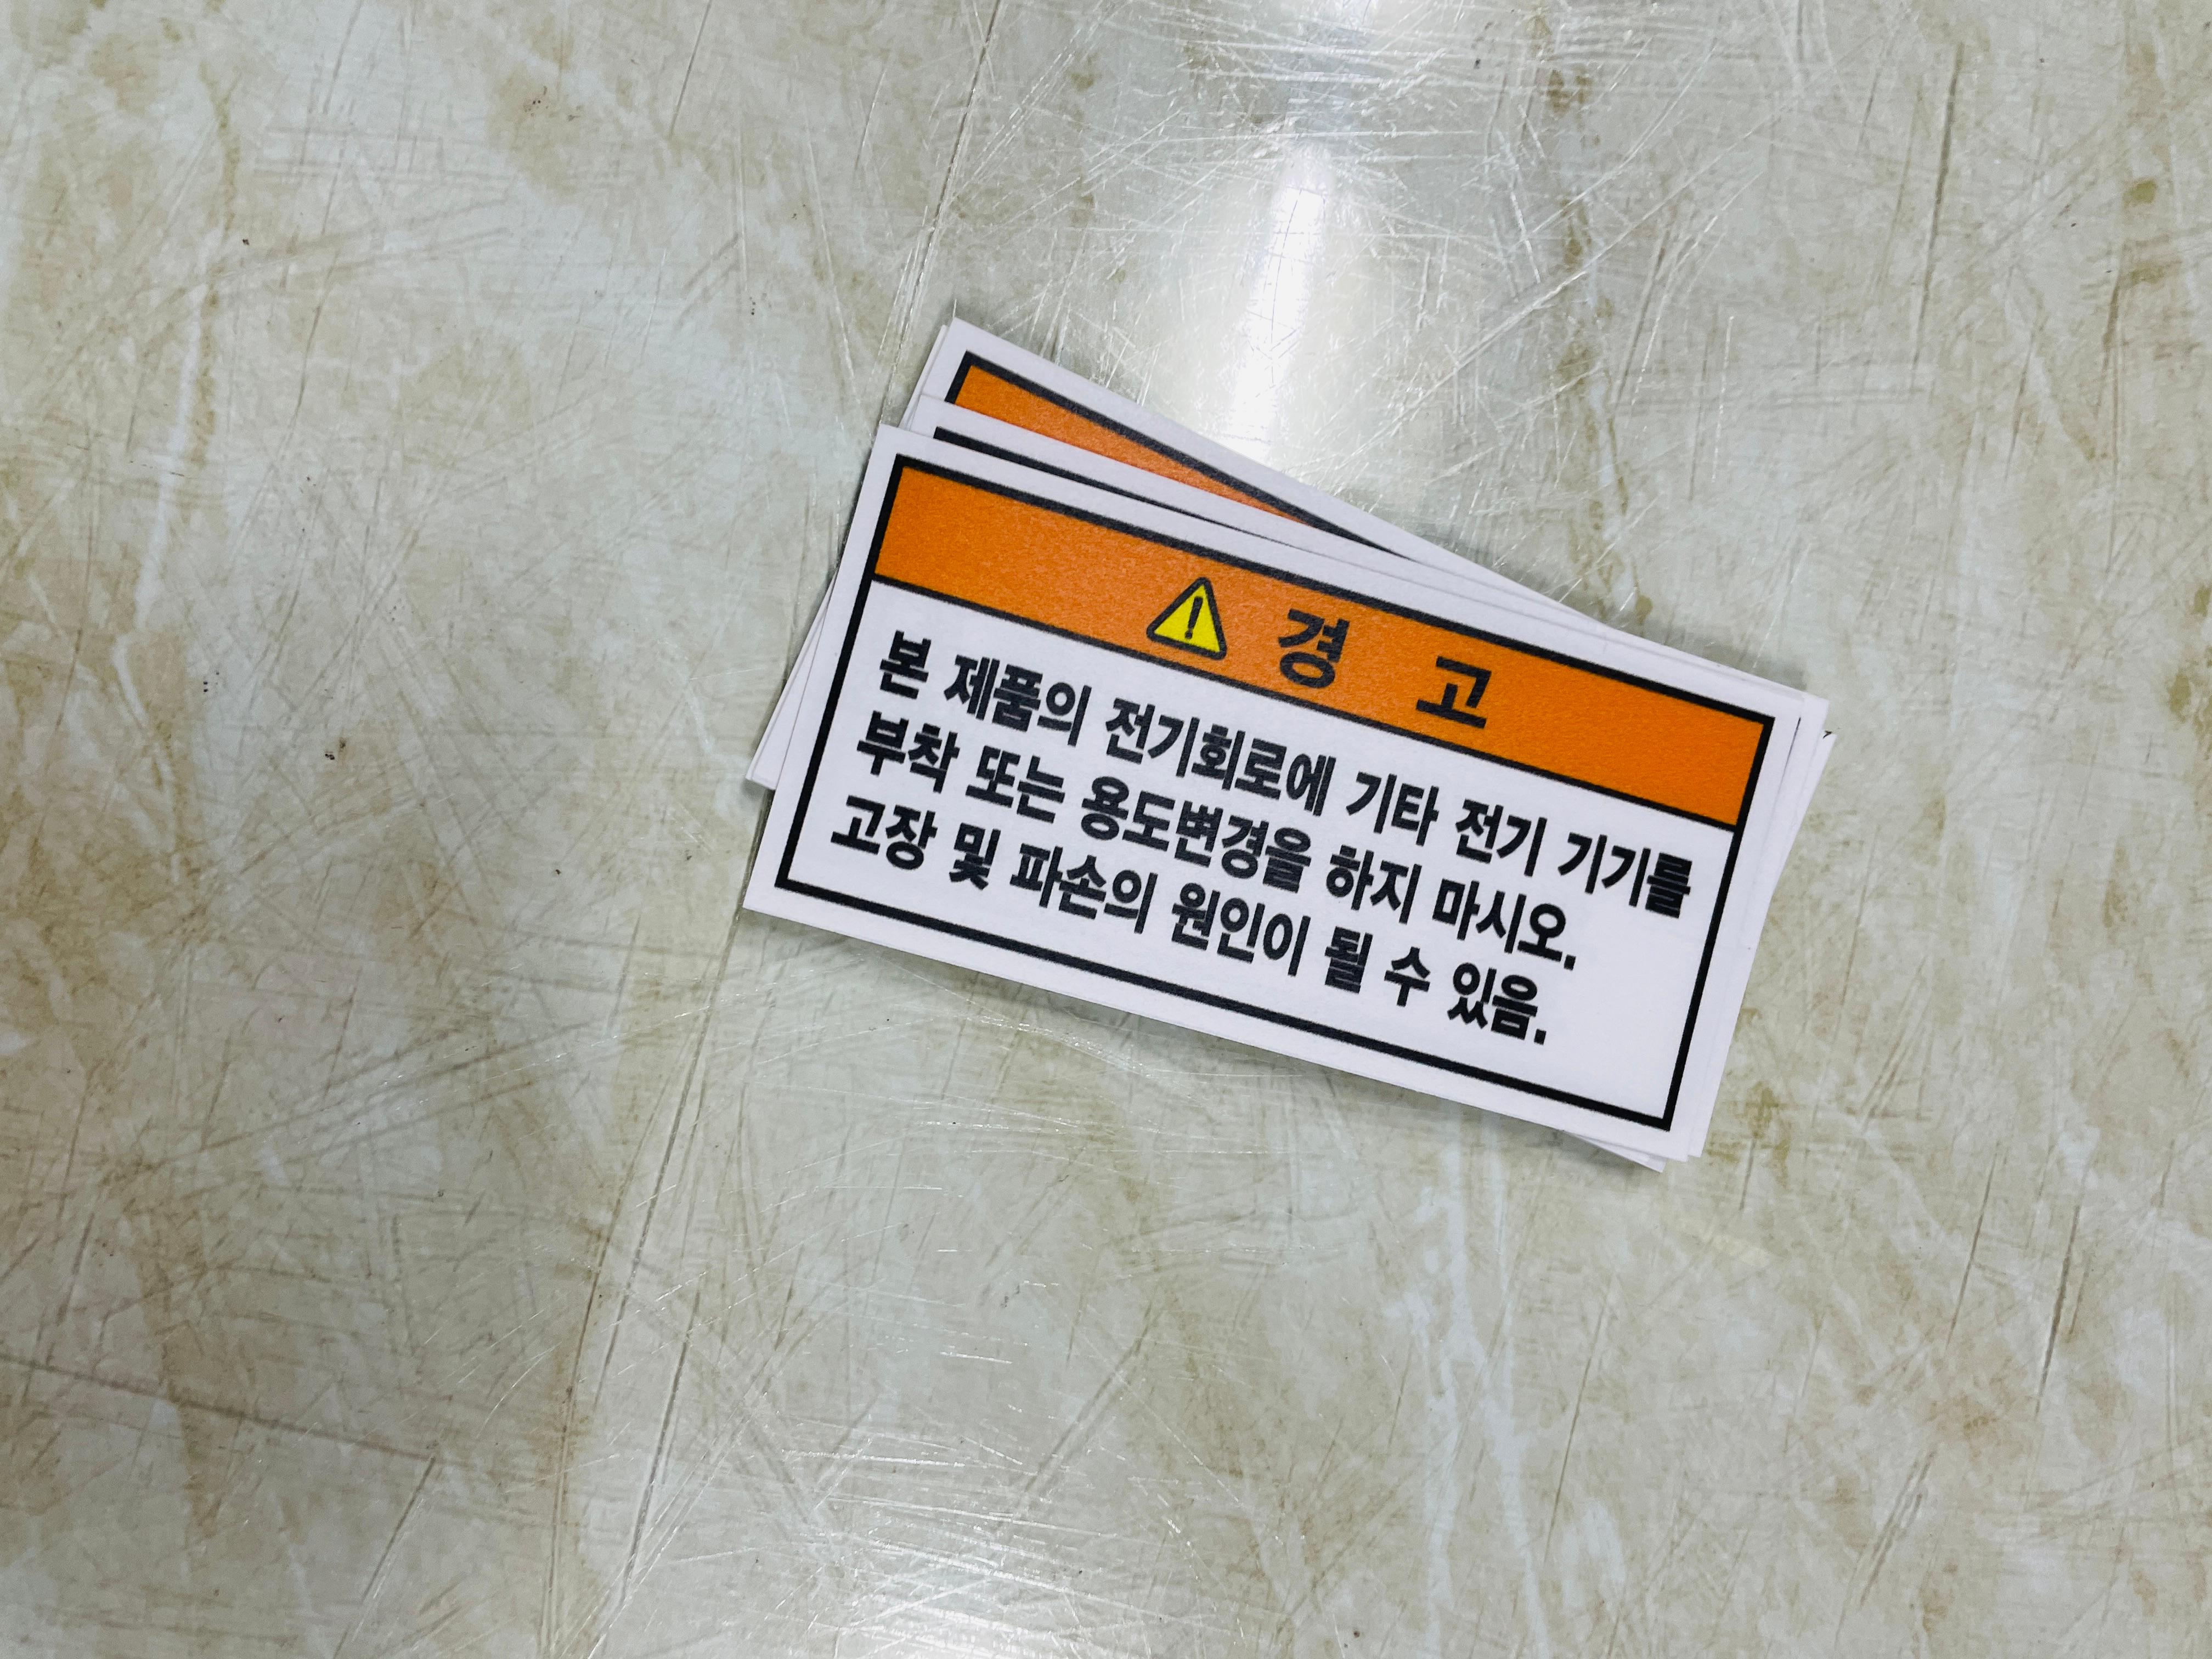 경 고
본 제품의 전기회로에 기타 전기 기기를
부착 또는 용도변경을 하지 마시오.
고장 및 파손의 원인이 될 수 있음.